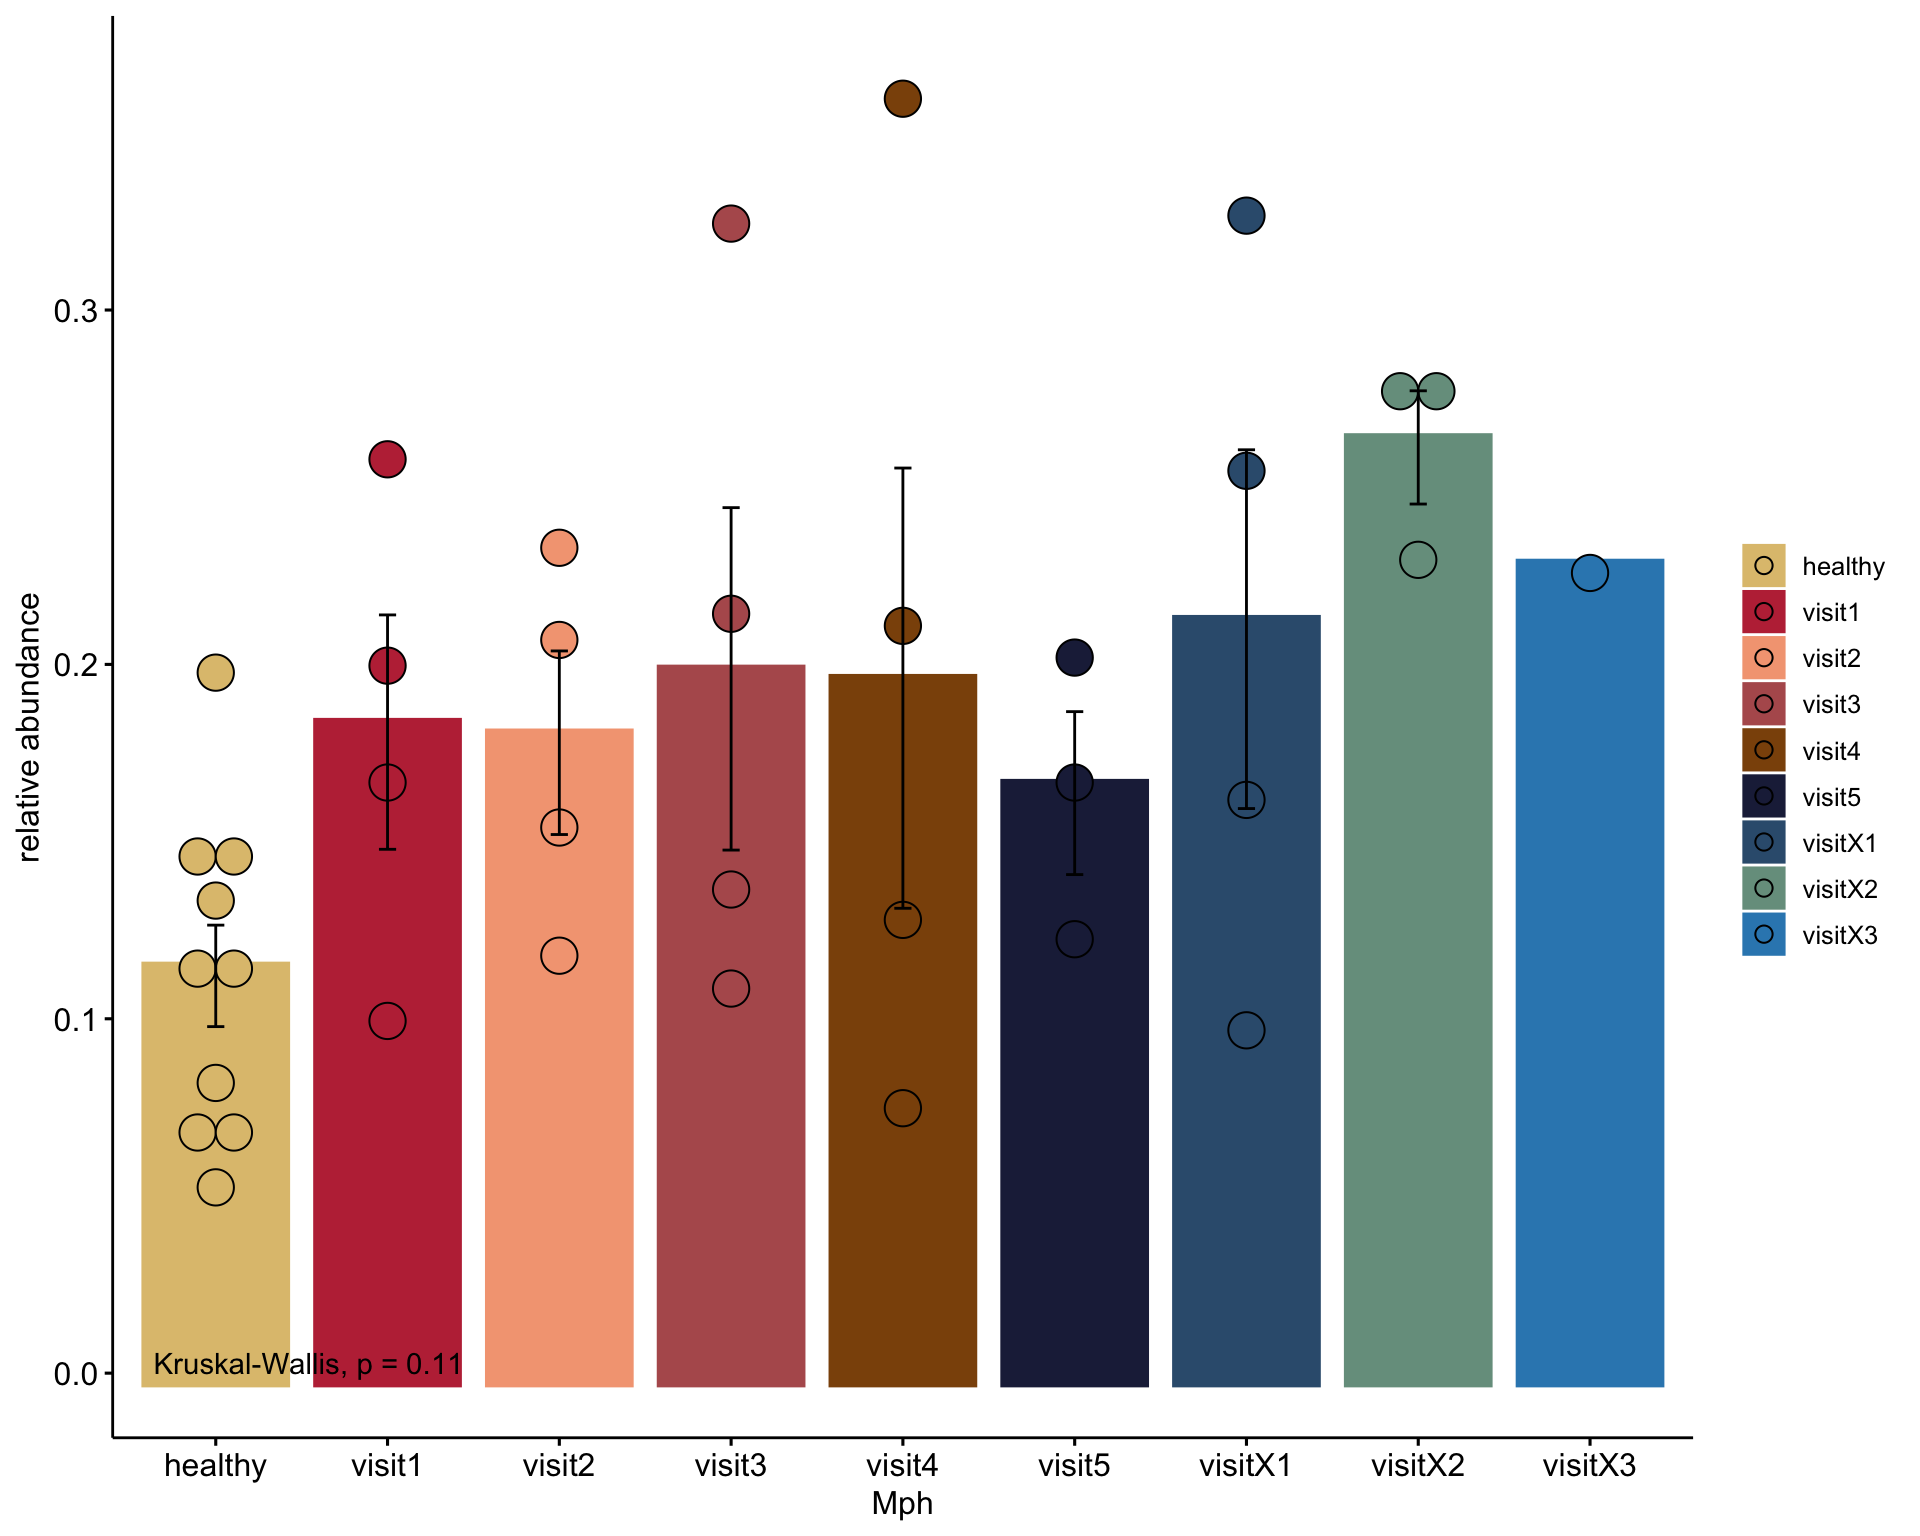 relative abundance
0.3
0.2
0.1
0.0
Kruskal-Wallis, p = 0.11
healthy visit1 visit2 visit3 visit4 visit5 visitX1 visitX2 visitX3
Mph
healthy
visit1
visit2
visit3
visit4
visit5
visitX1
visitX2
visitX3